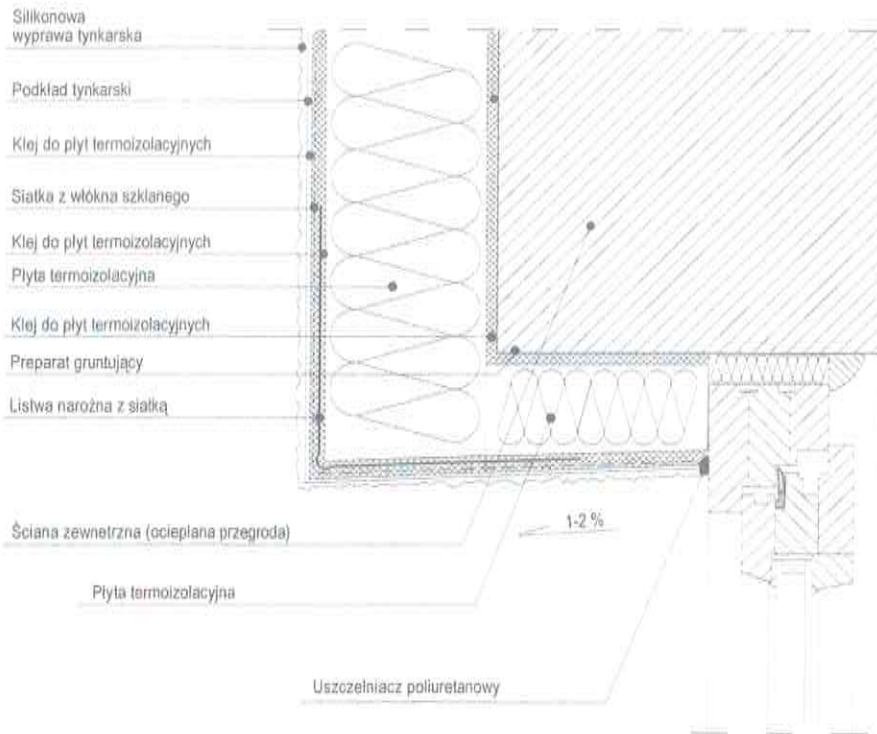 Silikonowa
wyprawa tynkarska
Podkład tynkarski
Klej do płyt termoizolacyjnych
Siatka z włókna szklanego
Klej do płyt termoizolacyjnych
Płyta termoizolacyjna
Klej do płyt termoizolacyjnych
Preparat gruntujący
Listwa narożna z siatką
Ściana zewnetrzna (ocieplana przegroda)
1-2 %
Płyta termoizolacyjna
Uszczelniacz poliuretanowy